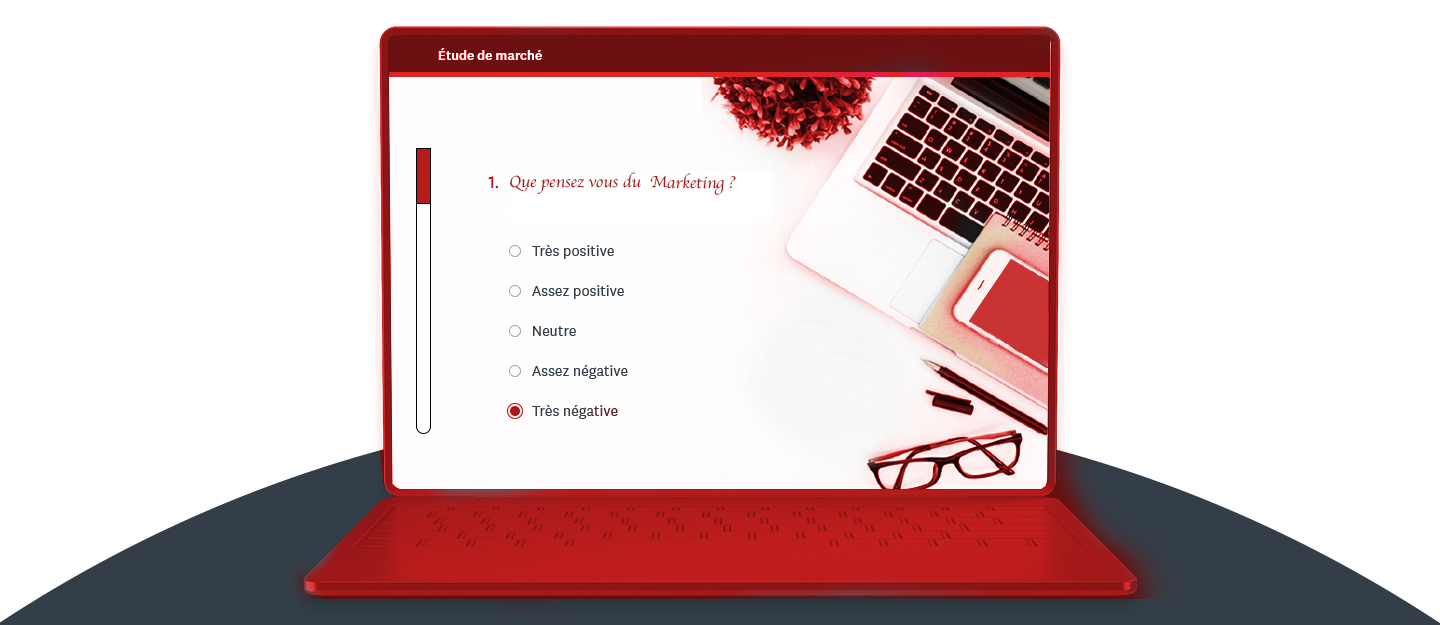 Étude de marché
1. Que pensez vous du Marketing ?
Très positive
Assez positive
Neutre
Assez négative
Très négative